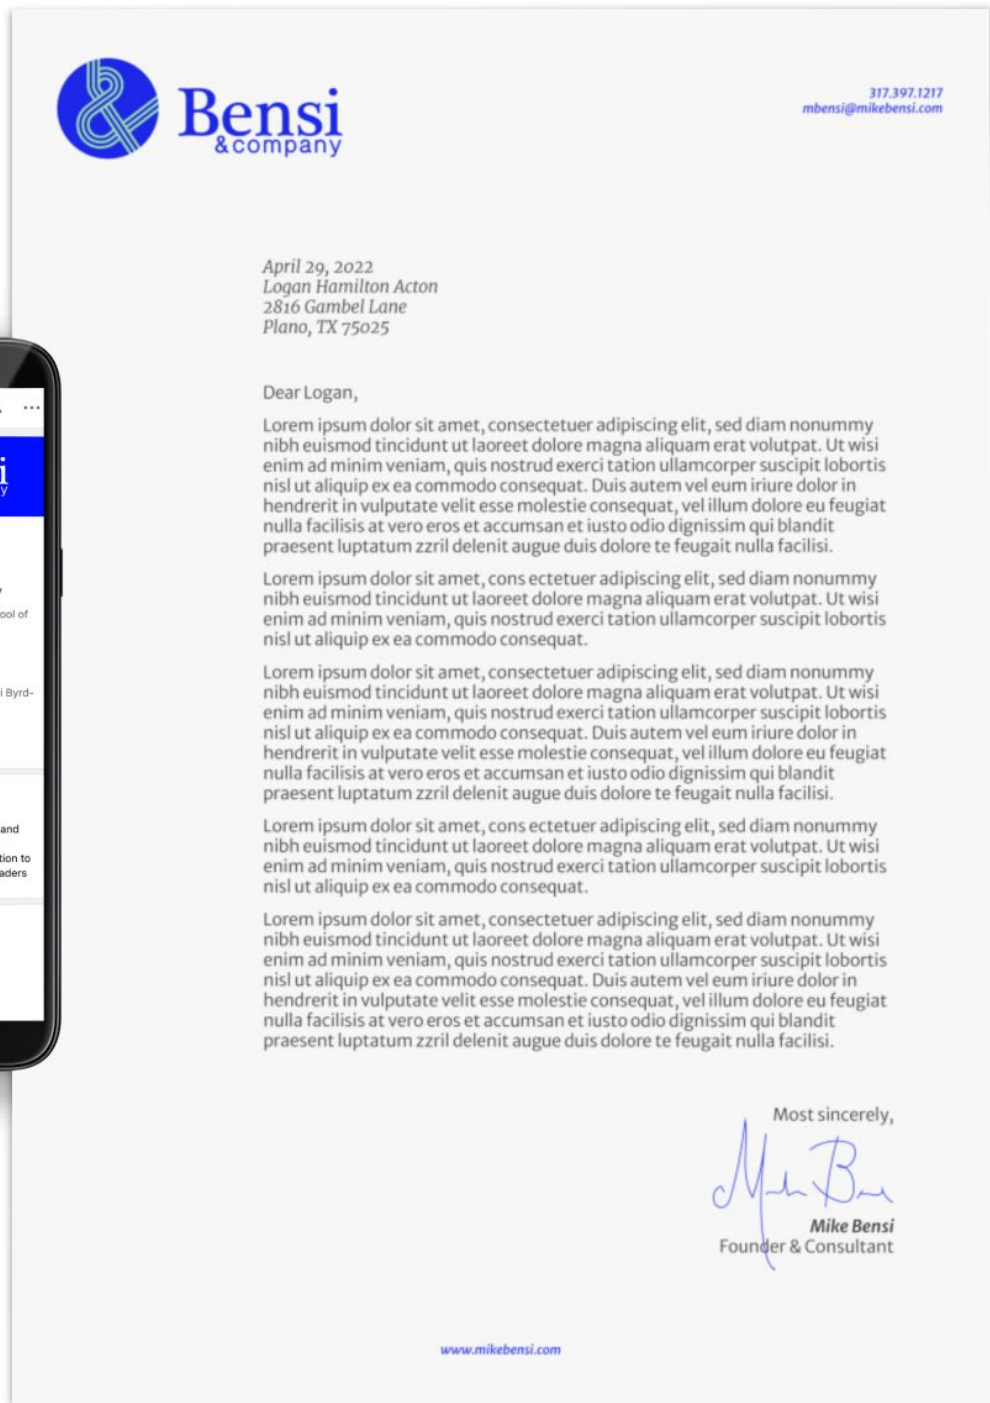 Bensi
&company
317.397.1217
mbensi@mikebensi.com
April 29, 2022
Logan Hamilton Acton
2816 Gambel Lane
Plano, TX 75025
Dear Logan,
Lorem ipsum dolor sit amet, consectetuer adipiscing elit, sed diam nonummy
nibh euismod tincidunt ut laoreet dolore magna aliquam erat volutpat. Ut wisi
enim ad minim veniam, quis nostrud exerci tation ullamcorper suscipit lobortis
nisl ut aliquip ex ea commodo consequat. Duis autem vel eum iriure dolor in
hendrerit in vulputate velit esse molestie consequat, vel illum dolore eu feugiat
nulla facilisis at vero eros et accumsan et iusto odio dignissim qui blandit
praesent luptatum zzril delenit augue duis dolore te feugait nulla facilisi.
Lorem ipsum dolor sit amet, cons ectetuer adipiscing elit, sed diam nonummy
nibh euismod tincidunt ut laoreet dolore magna aliquam erat volutpat. Ut wisi
enim ad minim veniam, quis nostrud exerci tation ullamcorper suscipit lobortis
nisl ut aliquip ex ea commodo consequat.
Lorem ipsum dolor sit amet, consectetuer adipiscing elit, sed diam nonummy
nibh euismod tincidunt ut laoreet dolore magna aliquam erat volutpat. Ut wisi
enim ad minim veniam, quis nostrud exerci tation ullamcorper suscipit lobortis
nisl ut aliquip ex ea commodo consequat. Duis autem vel eum iriure dolor in
hendrerit in vulputate velit esse molestie consequat, vel illum dolore eu feugiat
nulla facilisis at vero eros et accumsan et iusto odio dignissim qui blandit
praesent luptatum zzril delenit augue duis dolore te feugait nulla facilisi.
Lorem ipsum dolor sit amet, cons ectetuer adipiscing elit, sed diam nonummy
nibh euismod tincidunt ut laoreet dolore magna aliquam erat volutpat. Ut wisi
enim ad minim veniam, quis nostrud exerci tation ullamcorper suscipit lobortis
nisl ut aliquip ex ea commodo consequat.
Lorem ipsum dolor sit amet, consectetuer adipiscing elit, sed diam nonummy
nibh euismod tincidunt ut laoreet dolore magna aliquam erat volutpat. Ut wisi
enim ad minim veniam, quis nostrud exerci tation ullamcorper suscipit lobortis
nisl ut aliquip ex ea commodo consequat. Duis autem vel eum iriure dolor in
hendrerit in vulputate velit esse molestie consequat, vel illum dolore eu feugiat
nulla facilisis at vero eros et accumsan et iusto odio dignissim qui blandit
praesent luptatum zzril delenit augue duis dolore te feugait nulla facilisi.
Most sincerely,
Mike Bensi
Founder & Consultant
www.mikebensi.com
of
Byrd-
and
to